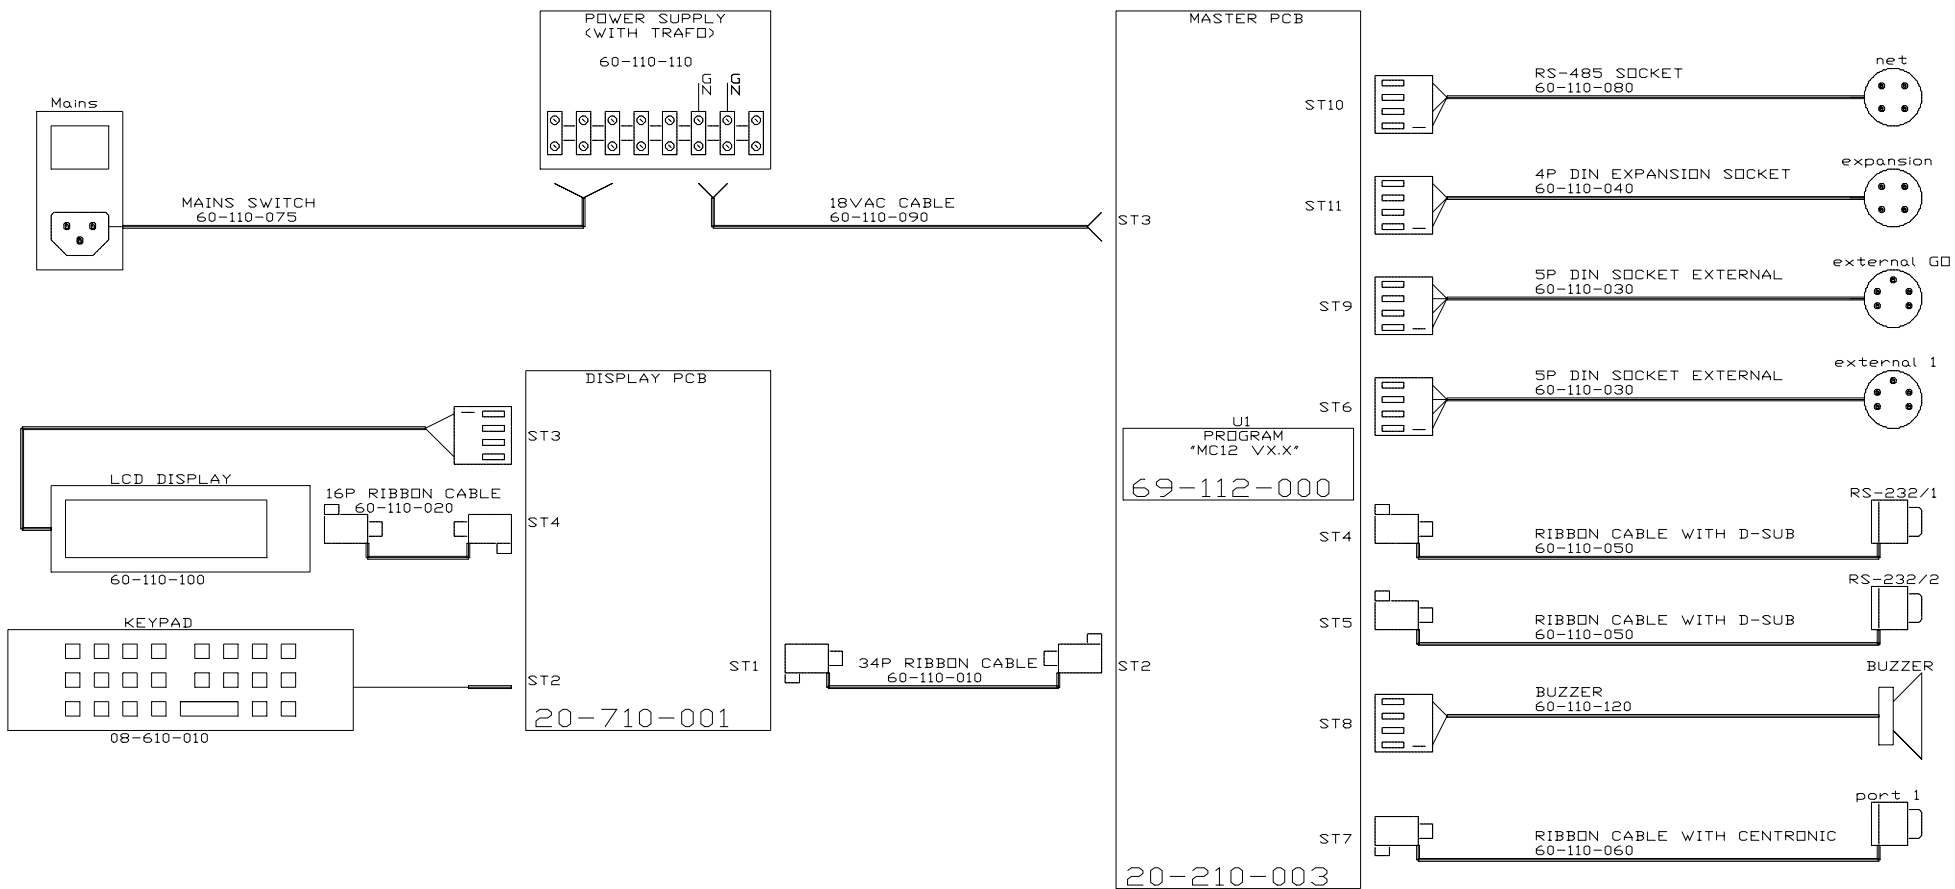 POWER SUPPLY
(WITH TRAFO)
60-110-110
GN
GN
Mains
MAINS SWITCH
60-110-075
18VAC CABLE
60-110-090
ST3
MASTER PCB
ST10
RS-485 SOCKET
60-110-080
net
ST11
4P DIN EXPANSION SOCKET
60-110-040
expansion
ST9
5P DIN SOCKET EXTERNAL
60-110-030
external GO
ST6
5P DIN SOCKET EXTERNAL
60-110-030
external 1
U1
PROGRAM
"MC12 VX.X"
69-112-000
ST4
RIBBON CABLE WITH D-SUB
60-110-050
RS-232/1
ST5
RIBBON CABLE WITH D-SUB
60-110-050
RS-232/2
ST8
BUZZER
60-110-120
BUZZER
ST7
RIBBON CABLE WITH CENTRONIC
60-110-060
port 1
20-210-003
DISPLAY PCB
ST3
LCD DISPLAY
60-110-100
16P RIBBON CABLE
60-110-020
ST4
KEYPAD
08-610-010
ST2
ST1
20-710-001
34P RIBBON CABLE
60-110-010
ST2